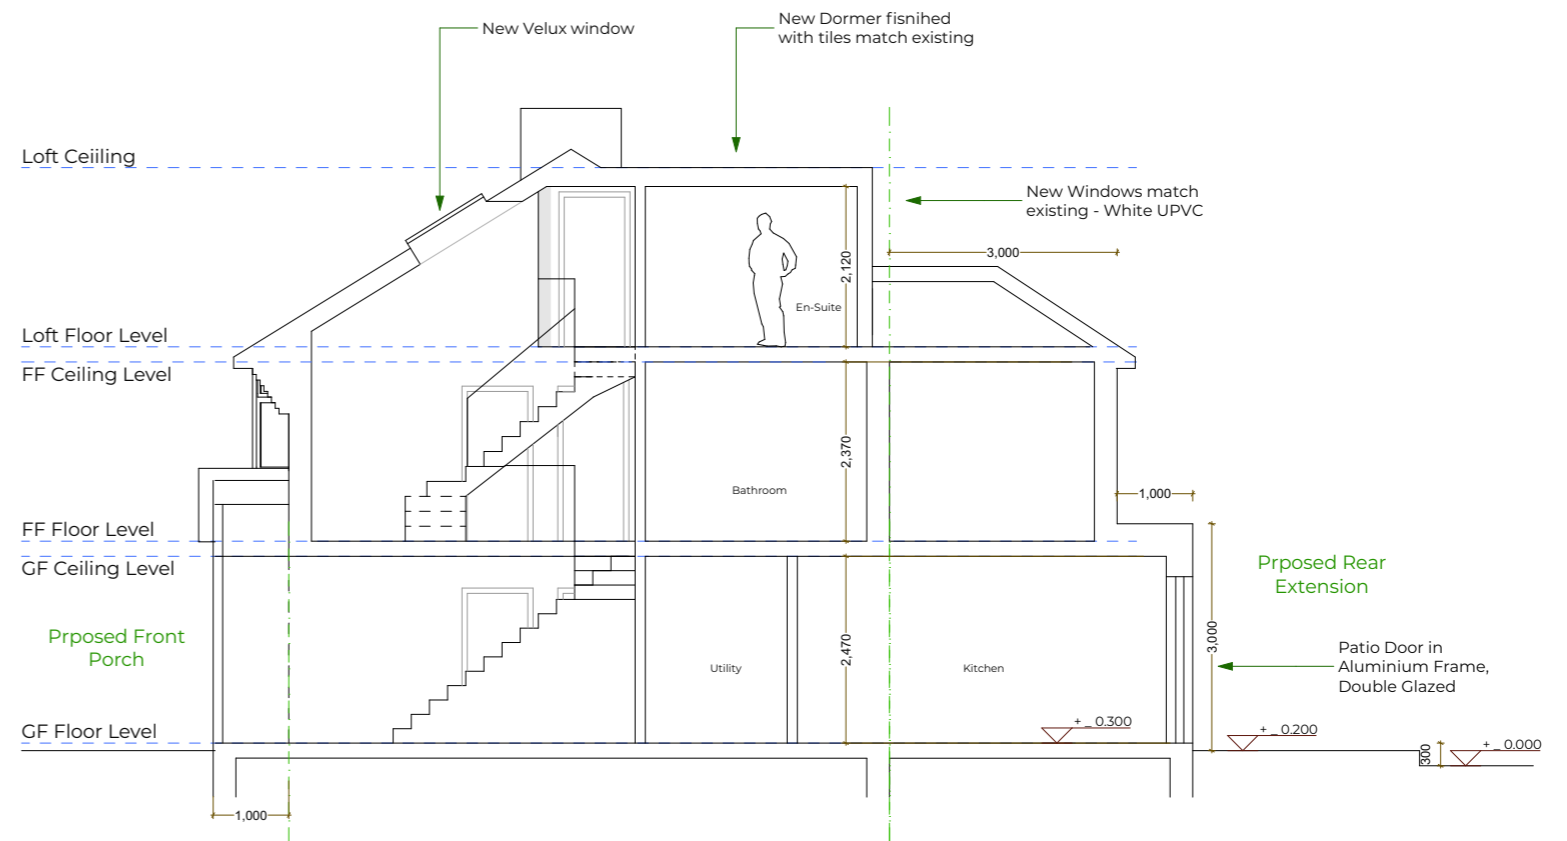 New Velux window
New Dormer fisnihed
with tiles match existing
Loft Ceiiling
New Windows match
existing - White UPVC
3,000
2,120
En-Suite
Loft Floor Level
FF Ceiling Level
2,370
Bathroom
1,000
FF Floor Level
GF Ceiling Level
Prposed Rear
Extension
Prposed Front
Porch
3,000
Patio Door in
Aluminium Frame,
Double Glazed
2,470
Utility
Kitchen
GF Floor Level
+ _ 0.300
+ _ 0.200
+ _ 0.000
300
1,000